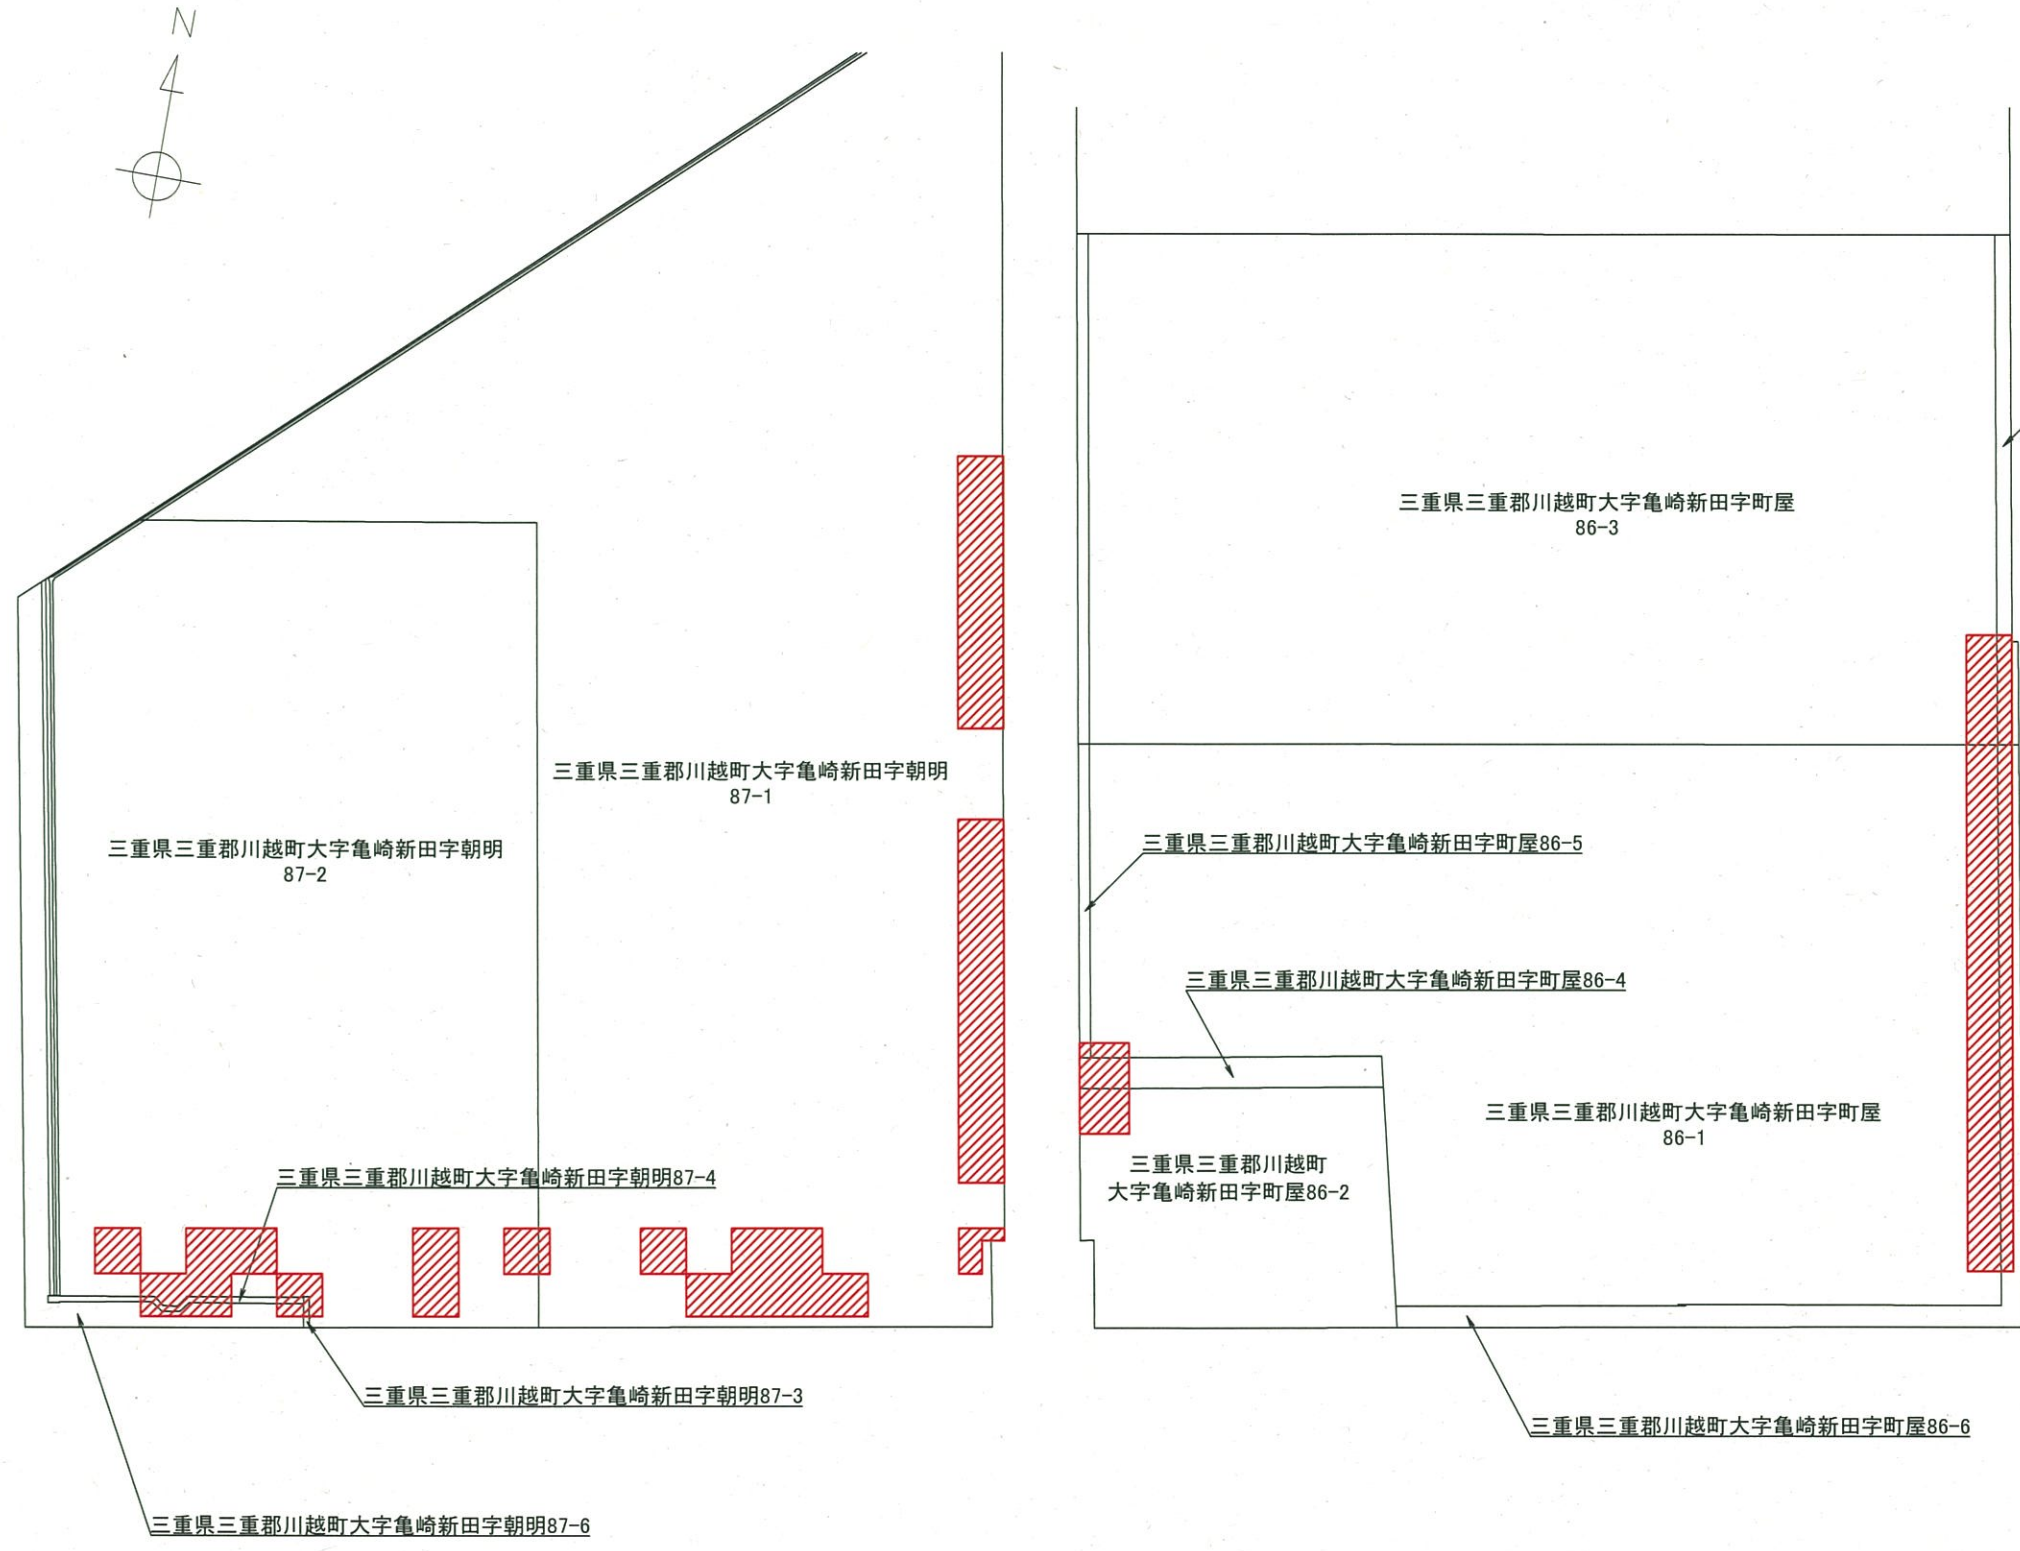 N
三重県三重郡川越町大字亀崎新田字町屋
86-3
三重県三重郡川越町大字亀崎新田字朝明
87-1
三重県三重郡川越町大字亀崎新田字朝明
87-2
三重県三重郡川越町大字亀崎新田字町屋86-5
三重県三重郡川越町大字亀崎新田字町屋86-4
三重県三重郡川越町大字亀崎新田字町屋
86-1
三重県三重郡川越町
大字亀崎新田字町屋86-2
三重県三重郡川越町大字亀崎新田字朝明87-4
三重県三重郡川越町大字亀崎新田字朝明87-3
三重県三重郡川越町大字亀崎新田字町屋86-6
三重県三重郡川越町大字亀崎新田字朝明87-6